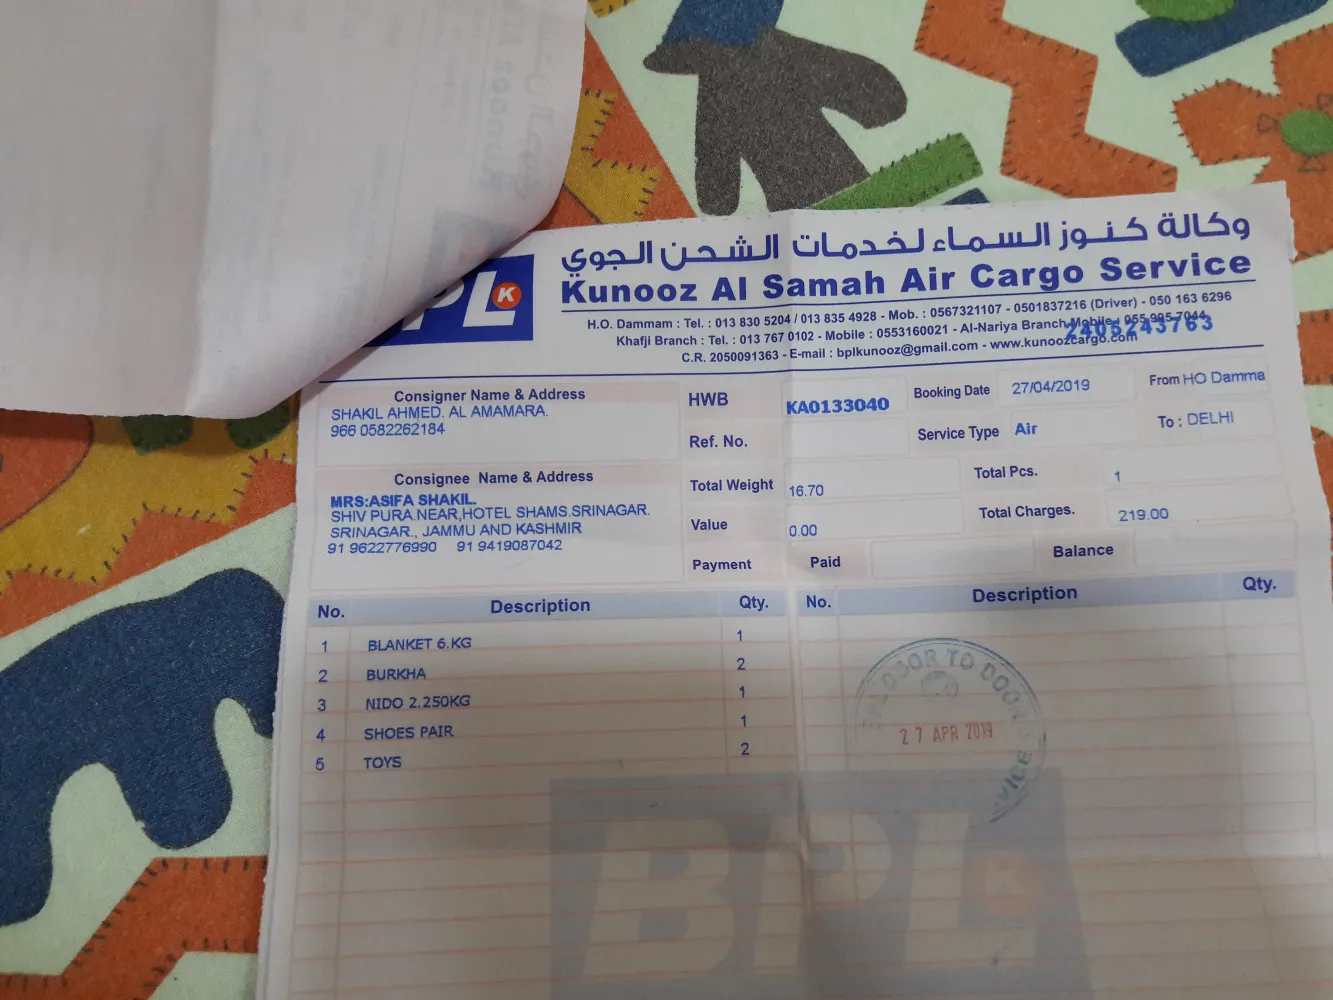 وكالة كنوز السماء لخدمات الشحن الجوي
PL K
Kunooz Al Samah Air Cargo Service
H.O. Dammam : Tel. : 013 830 5204 / 013 835 4928 - Mob. : 0567321107 - 0501837216 (Driver) - 050 163 6296
Khafji Branch : Tel. : 013 767 0102 - Mobile : 0553160021 - Al-Nariya Branch Mobile : 055 995 7044
2405243763
C.R. 2050091363 - E-mail : bplkunooz@gmail.com - www.kunoozcargo.com
Consigner Name & Address
SHAKIL AHMED. AL AMAMARA.
966 0582262184
HWB KA0133040 Booking Date 27/04/2019 From HO Damma
Ref. No. Service Type Air To : DELHI
Consignee Name & Address
MRS:ASIFA SHAKIL.
SHIV PURA.NEAR,HOTEL SHAMS.SRINAGAR.
SRINAGAR., JAMMU AND KASHMIR
91 9622776990 91 9419087042
Total Weight 16.70 Total Pcs. 1
Value 0.00 Total Charges. 219.00
Payment Paid Balance
No. Description Qty. No. Description Qty.
1 BLANKET 6.KG 1
2 BURKHA 2
3 NIDO 2.250KG 1
4 SHOES PAIR 1
5 TOYS 2
BPL DOOR TO DOOR
27 APR 2019
BPL K